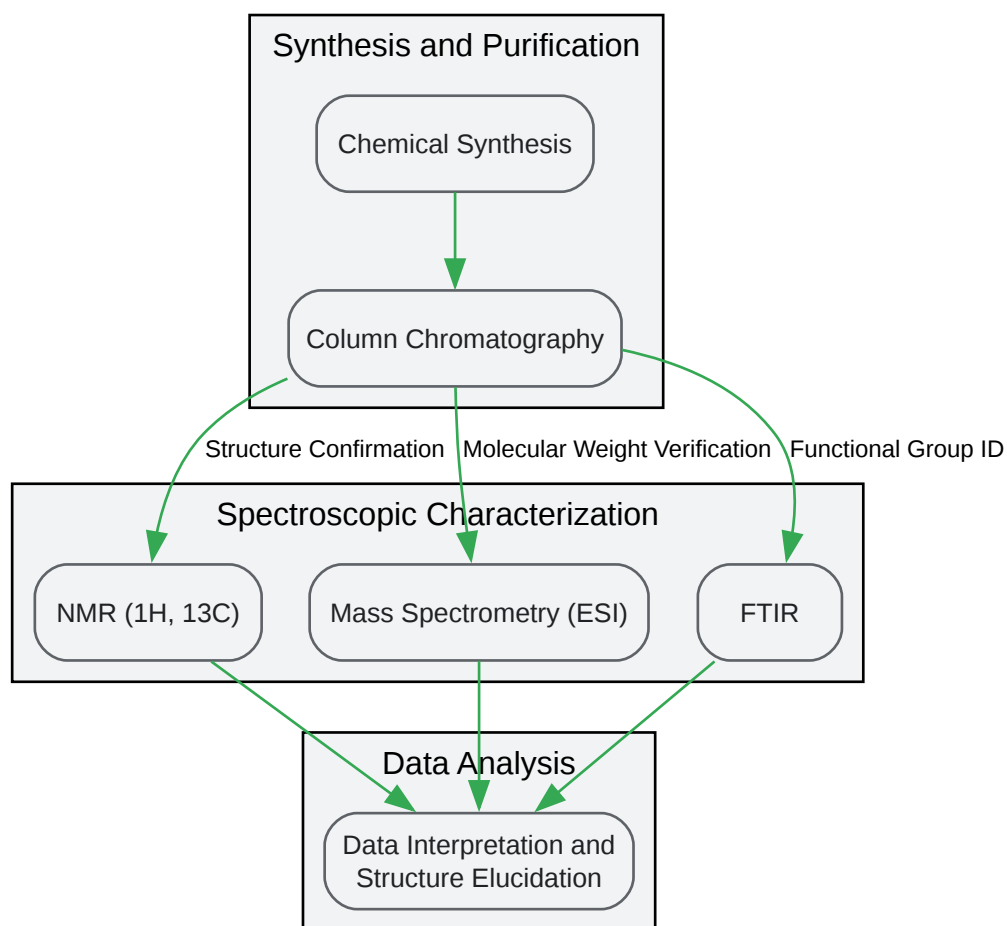 Synthesis and Purification
Chemical Synthesis
Column Chromatography
Structure Confirmation
Molecular Weight Verification
Functional Group ID
Spectroscopic Characterization
NMR (1H, 13C)
Mass Spectrometry (ESI)
FTIR
Data Analysis
Data Interpretation and
Structure Elucidation